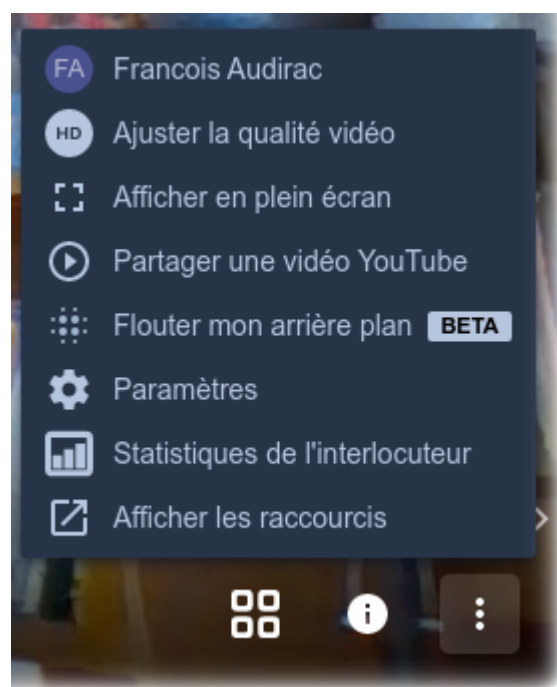 FA Francois Audirac
HD Ajuster la qualité vidéo
Afficher en plein écran
Partager une vidéo YouTube
Flouter mon arrière plan BETA
Paramètres
Statistiques de l'interlocuteur
Afficher les raccourcis